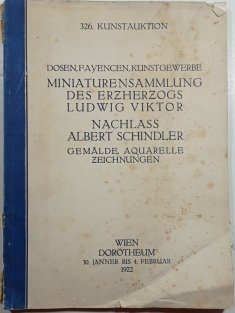 326. KUNSTAUKTION
DOSEN, FAYENCEN, KUNSTGEWERBE
MINIATURENSAMMLUNG
DES ERZHERZOGS
LUDWIG VIKTOR
NACHLASS
ALBERT SCHINDLER
GEMÄLDE, AQUARELLE
ZEICHNUNGEN
WIEN
DOROTHEUM
30. JÄNNER BIS 4. FEBRUAR
1922